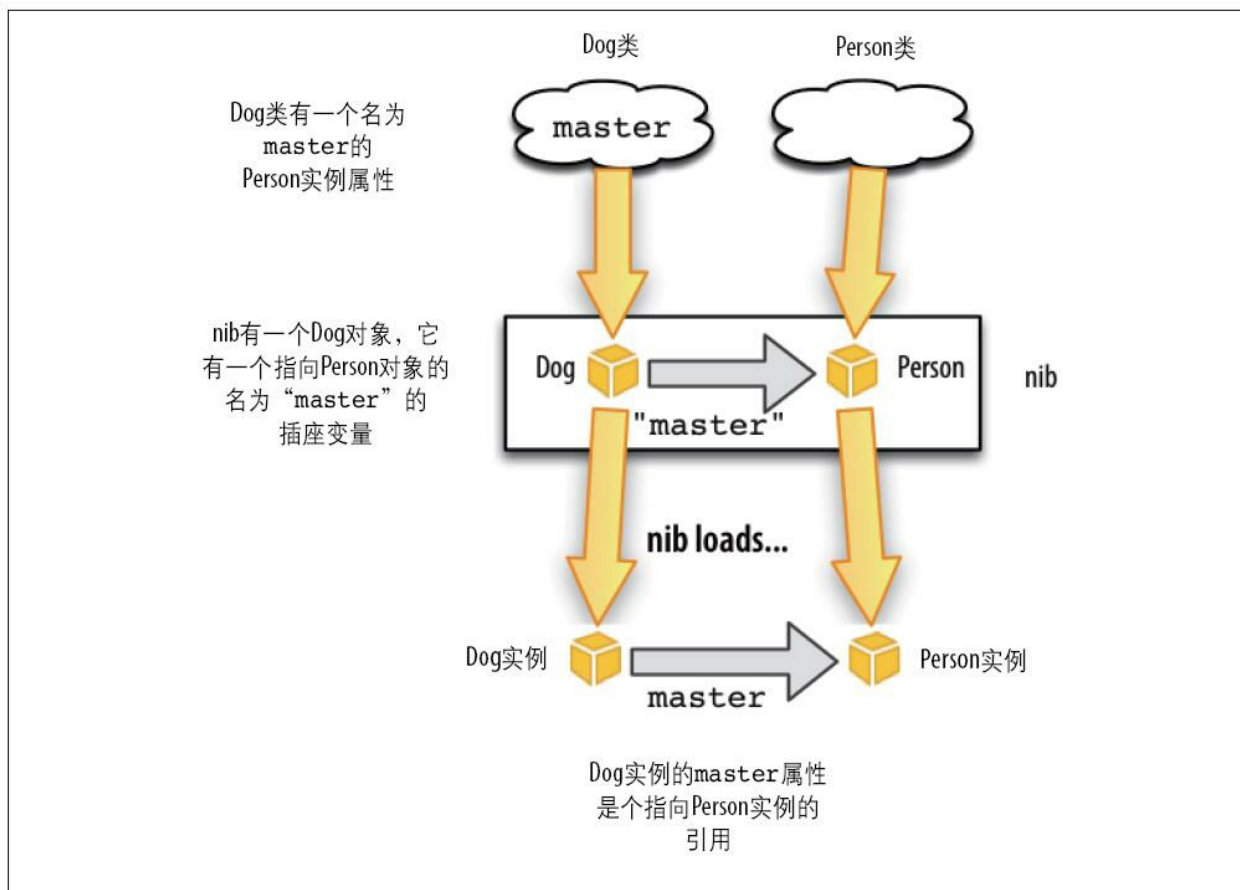 Dog类
Person类
Dog类有一个名为
master的
Person实例属性
master
nib有一个Dog对象，它
有一个指向Person对象的
名为“master”的
插座变量
Dog
Person
nib
"master"
nib loads...
Dog实例
Person实例
master
Dog实例的master属性
是个指向Person实例的
引用